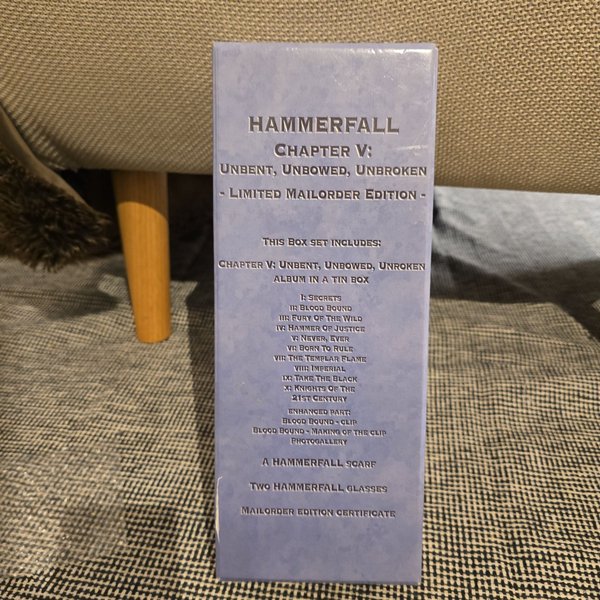 HAMMERFALL
CHAPTER V:
UNBENT, UNBOWED, UNBROKEN
- LIMITED MAILORDER EDITION -
THIS BOX SET INCLUDES:
CHAPTER V: UNBENT, UNBOWED, UNROKEN
ALBUM IN A TIN BOX
I: SECRETS
II: BLOOD BOUND
III: FURY OF THE WILD
IV: HAMMER OF JUSTICE
V: NEVER, EVER
VI: BORN TO RULE
VII: THE TEMPLAR FLAME
VIII: IMPERIAL
IX: TAKE THE BLACK
X: KNIGHTS OF THE
21ST CENTURY
ENHANCED PART:
BLOOD BOUND - CLIP
BLOOD BOUND - MAKING OF THE CLIP
PHOTOGALLERY
A HAMMERFALL SCARF
TWO HAMMERFALL GLASSES
MAILORDER EDITION CERTIFICATE